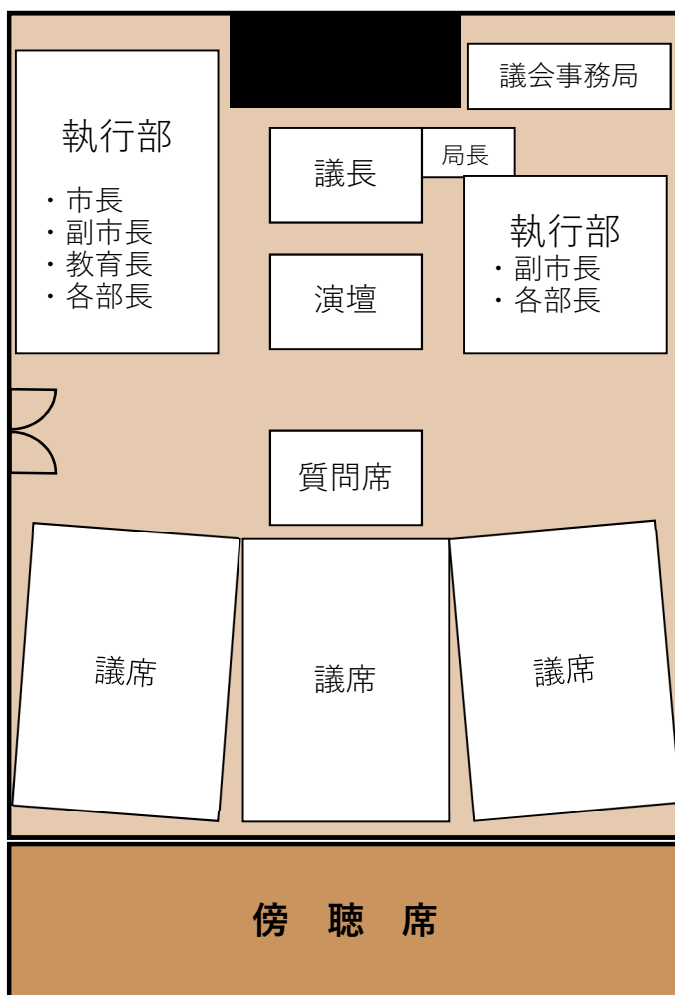 議会事務局
執行部
・市長
・副市長
・教育長
・各部長
議長
局長
執行部
・副市長
・各部長
演壇
質問席
議席
議席
議席
傍 聴 席